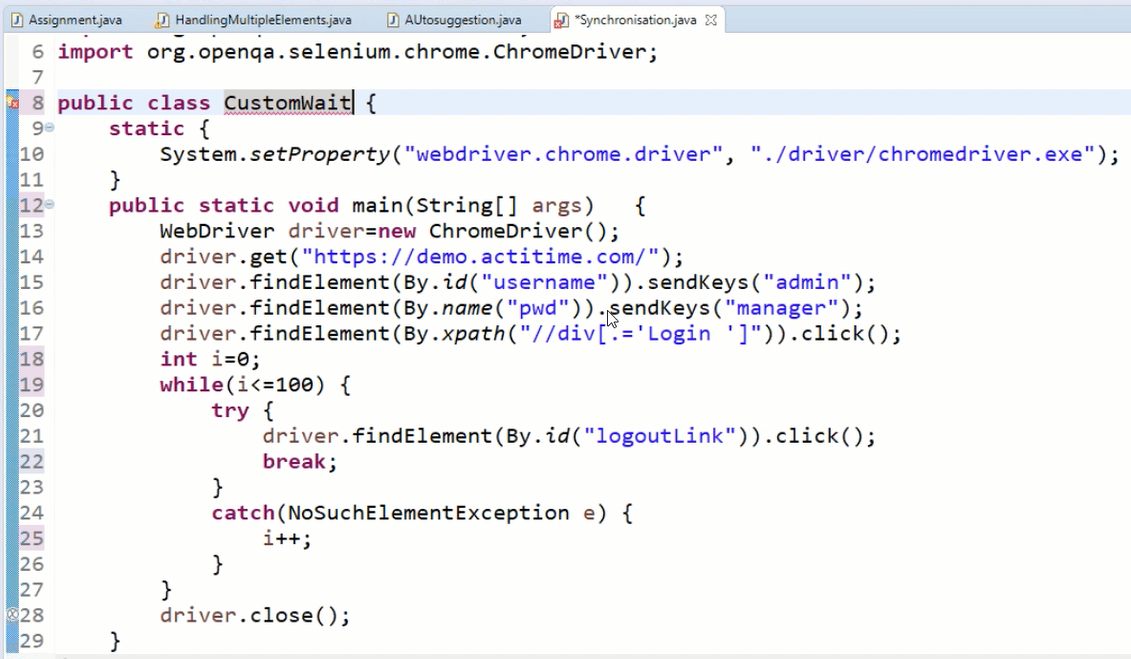 Assignment.java HandlingMultipleElements.java AUtosuggestion.java *Synchronisation.java
6 import org.openqa.selenium.chrome.ChromeDriver;
7
8 public class CustomWait {
9 static {
10 System.setProperty("webdriver.chrome.driver", "./driver/chromedriver.exe");
11 }
12 public static void main(String[] args) {
13 WebDriver driver=new ChromeDriver();
14 driver.get("https://demo.actitime.com/");
15 driver.findElement(By.id("username")).sendKeys("admin");
16 driver.findElement(By.name("pwd")).sendKeys("manager");
17 driver.findElement(By.xpath("//div[.='Login ']")).click();
18 int i=0;
19 while(i<=100) {
20 try {
21 driver.findElement(By.id("logoutLink")).click();
22 break;
23 }
24 catch(NoSuchElementException e) {
25 i++;
26 }
27 }
28 driver.close();
29 }